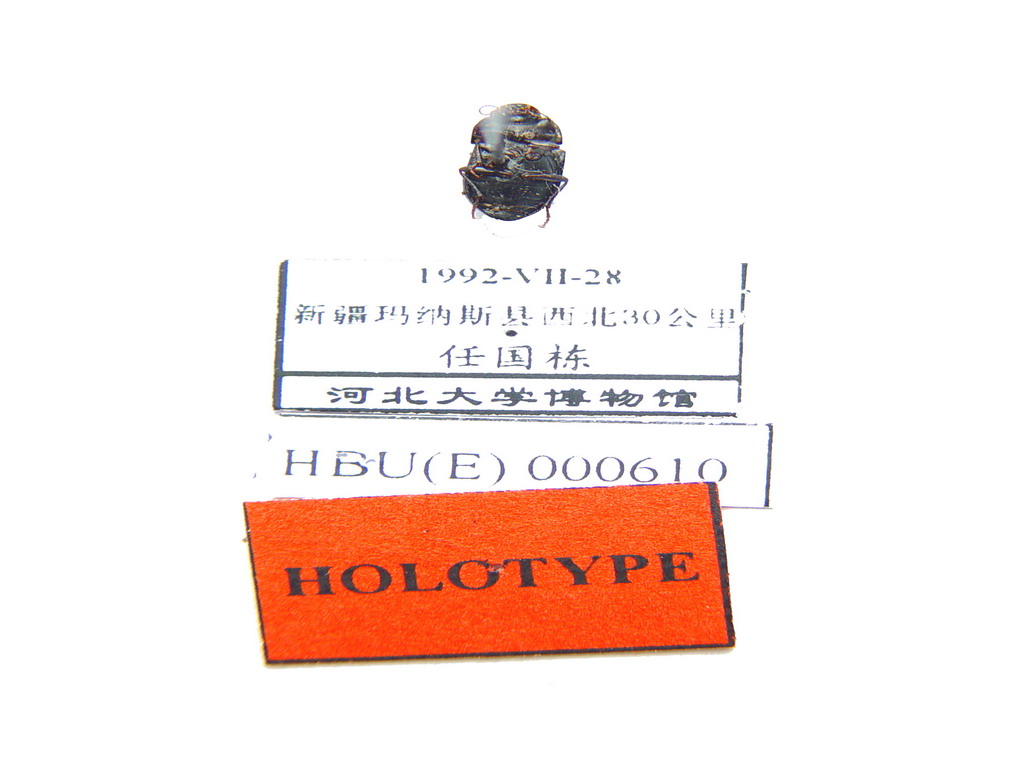 1992-VII-28
新疆玛纳斯县西北30公里
任国栋
河北大学博物馆
HBU(E) 000610
HOLOTYPE